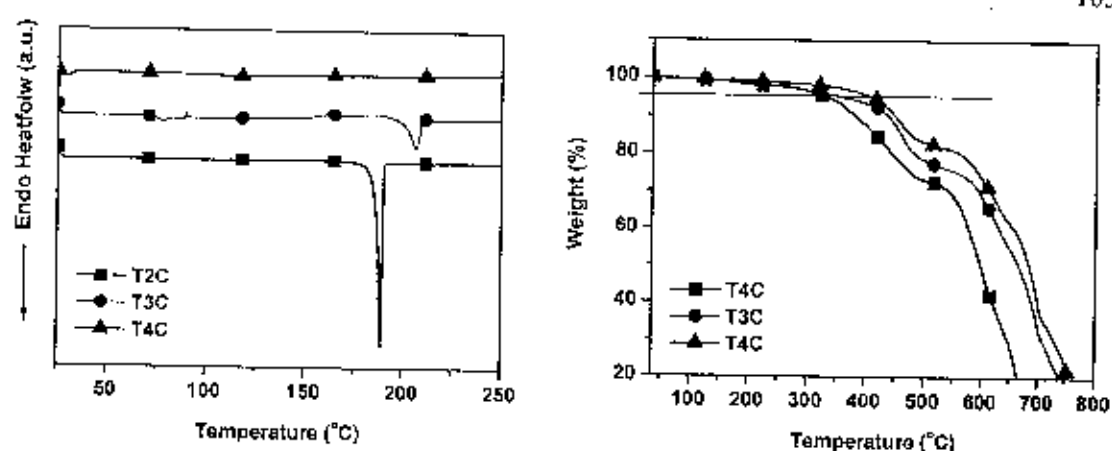 Endo Heatfolw (a.u.)
T2C
T3C
T4C
50 100 150 200 250
Temperature (°C)
Weight (%)
100
80
60
40
20
T4C
T3C
T4C
100 200 300 400 500 600 700 800
Temperature (°C)